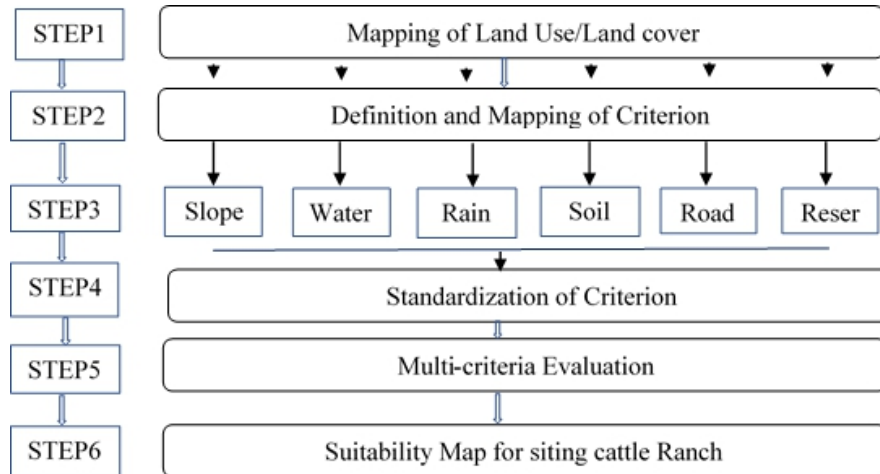 STEP1
Mapping of Land Use/Land cover
STEP2
Definition and Mapping of Criterion
STEP3
Slope
Water
Rain
Soil
Road
Reser
STEP4
Standardization of Criterion
STEP5
Multi-criteria Evaluation
STEP6
Suitability Map for siting cattle Ranch